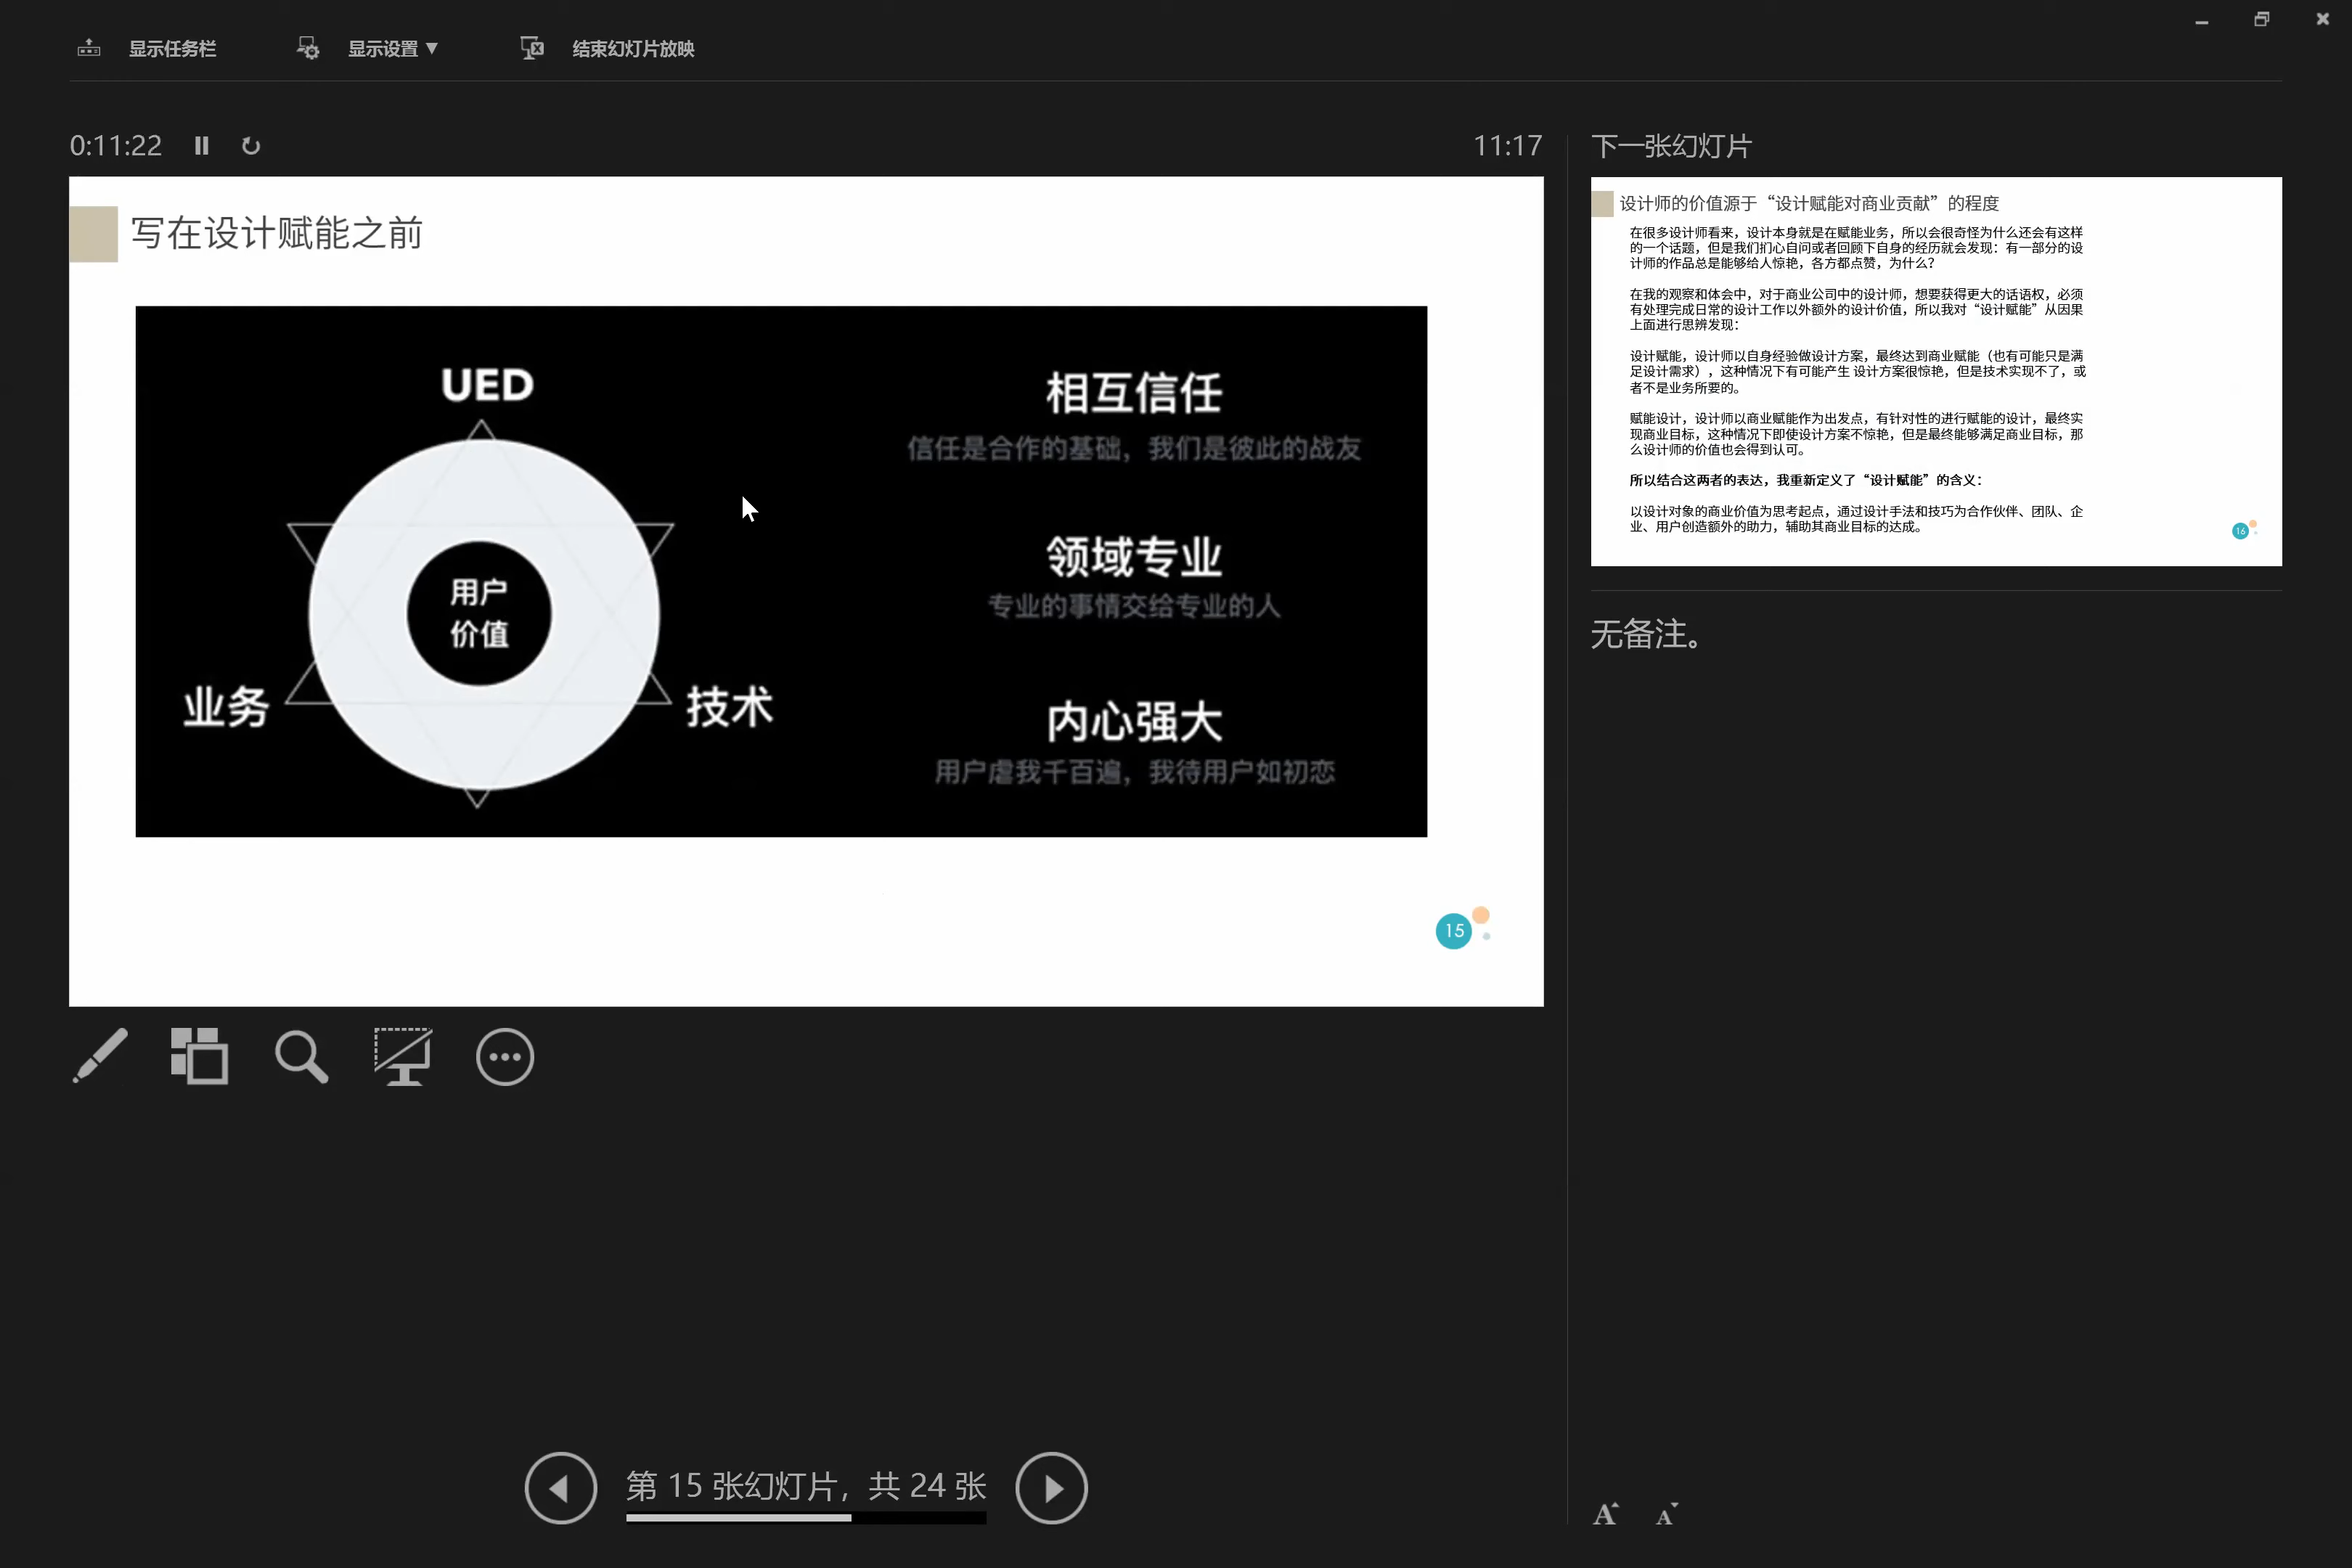 显示任务栏
显示设置 ▼
结束幻灯片放映
0:11:22
11:17
写在设计赋能之前
UED
用户
价值
业务
技术
相互信任
信任是合作的基础，我们是彼此的战友
领域专业
专业的事情交给专业的人
内心强大
用户虐我千百遍，我待用户如初恋
15
第 15 张幻灯片，共 24 张
下一张幻灯片
设计师的价值源于“设计赋能对商业贡献”的程度
在很多设计师看来，设计本身就是在赋能业务，所以会很奇怪为什么还会有这样
的一个话题，但是我们扪心自问或者回顾下自身的经历就会发现：有一部分的设
计师的作品总是能够给人惊艳，各方都点赞，为什么？
在我的观察和体会中，对于商业公司中的设计师，想要获得更大的话语权，必须
有处理完成日常的设计工作以外额外的设计价值，所以我对“设计赋能”从因果
上面进行思辨发现：
设计赋能，设计师以自身经验做设计方案，最终达到商业赋能（也有可能只是满
足设计需求），这种情况下有可能产生 设计方案很惊艳，但是技术实现不了，或
者不是业务所要的。
赋能设计，设计师以商业赋能作为出发点，有针对性的进行赋能的设计，最终实
现商业目标，这种情况下即使设计方案不惊艳，但是最终能够满足商业目标，那
么设计师的价值也会得到认可。
所以结合这两者的表达，我重新定义了“设计赋能”的含义：
以设计对象的商业价值为思考起点，通过设计手法和技巧为合作伙伴、团队、企
业、用户创造额外的助力，辅助其商业目标的达成。
16
无备注。
A
A